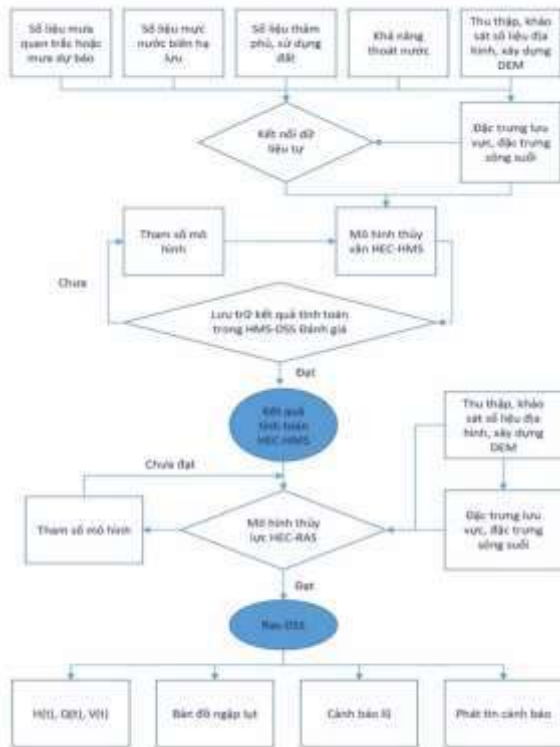 Số liệu mưa
quan trắc hoặc
mưa dự báo
Số liệu mực
nước biển hạ
lưu
Số liệu thảm
phủ, sử dụng
đất
Khả năng
thoát nước
Thu thập, khảo
sát số liệu địa
hình, xây dựng
DEM
Kết nối dữ
liệu tự
Đặc trưng lưu
vực, đặc trưng
sông suối
Tham số mô
hình
Mô hình thủy
văn HEC-HMS
Chưa
Lưu trữ kết quả tính toán
trong HMS-DSS Đánh giá
Đạt
Kết quả
tính toán
HEC-HMS
Thu thập, khảo
sát số liệu địa
hình, xây dựng
DEM
Chưa đạt
Tham số mô hình
Mô hình thủy
lực HEC-RAS
Đặc trưng lưu
vực, đặc trưng
sông suối
Đạt
Ras-DSS
H(t), Q(t), V(t)
Bản đồ ngập lụt
Cảnh báo lũ
Phát tin cảnh báo